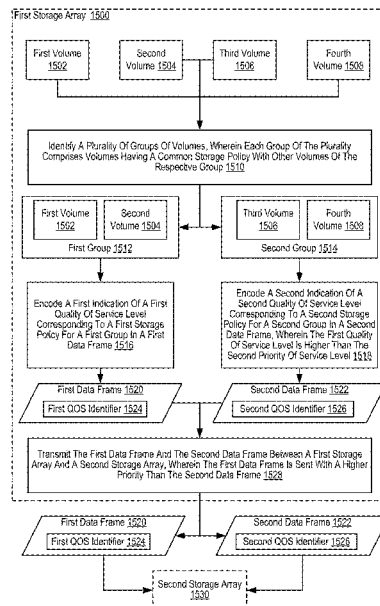 First Storage Array 1500
First Volume 1502
Second Volume 1504
Third Volume 1506
Fourth Volume 1508
Identify A Plurality Of Groups Of Volumes, Wherein Each Group Of The Plurality
Comprises Volumes Having A Common Storage Policy With Other Volumes Of The
Respective Group 1510
First Volume 1502
Second Volume 1504
First Group 1512
Third Volume 1506
Fourth Volume 1508
Second Group 1514
Encode A First Indication Of A First
Quality Of Service Level
Corresponding To A First Storage
Policy For A First Group In A First
Data Frame 1516
Encode A Second Indication Of A
Second Quality Of Service Level
Corresponding To A Second Storage
Policy For A Second Group In A Second
Data Frame, Wherein The First Quality
Of Service Level Is Higher Than The
Second Priority Of Service Level 1518
First Data Frame 1520
First QOS Identifier 1524
Second Data Frame 1522
Second QOS Identifier 1526
Transmit The First Data Frame And The Second Data Frame Between A First Storage
Array And A Second Storage Array, Wherein The First Data Frame Is Sent With A Higher
Priority Than The Second Data Frame 1528
First Data Frame 1520
First QOS Identifier 1524
Second Data Frame 1522
Second QOS Identifier 1526
Second Storage Array
1530